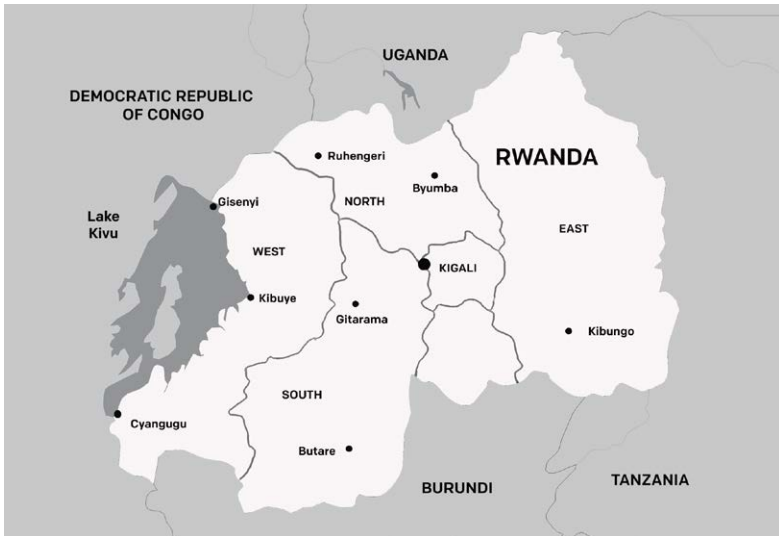 UGANDA
DEMOCRATIC REPUBLIC
OF CONGO
RWANDA
Ruhengeri
Byumba
NORTH
Gisenyi
Lake
Kivu
EAST
WEST
KIGALI
Kibuye
Gitarama
Kibungo
SOUTH
Cyangugu
Butare
BURUNDI
TANZANIA